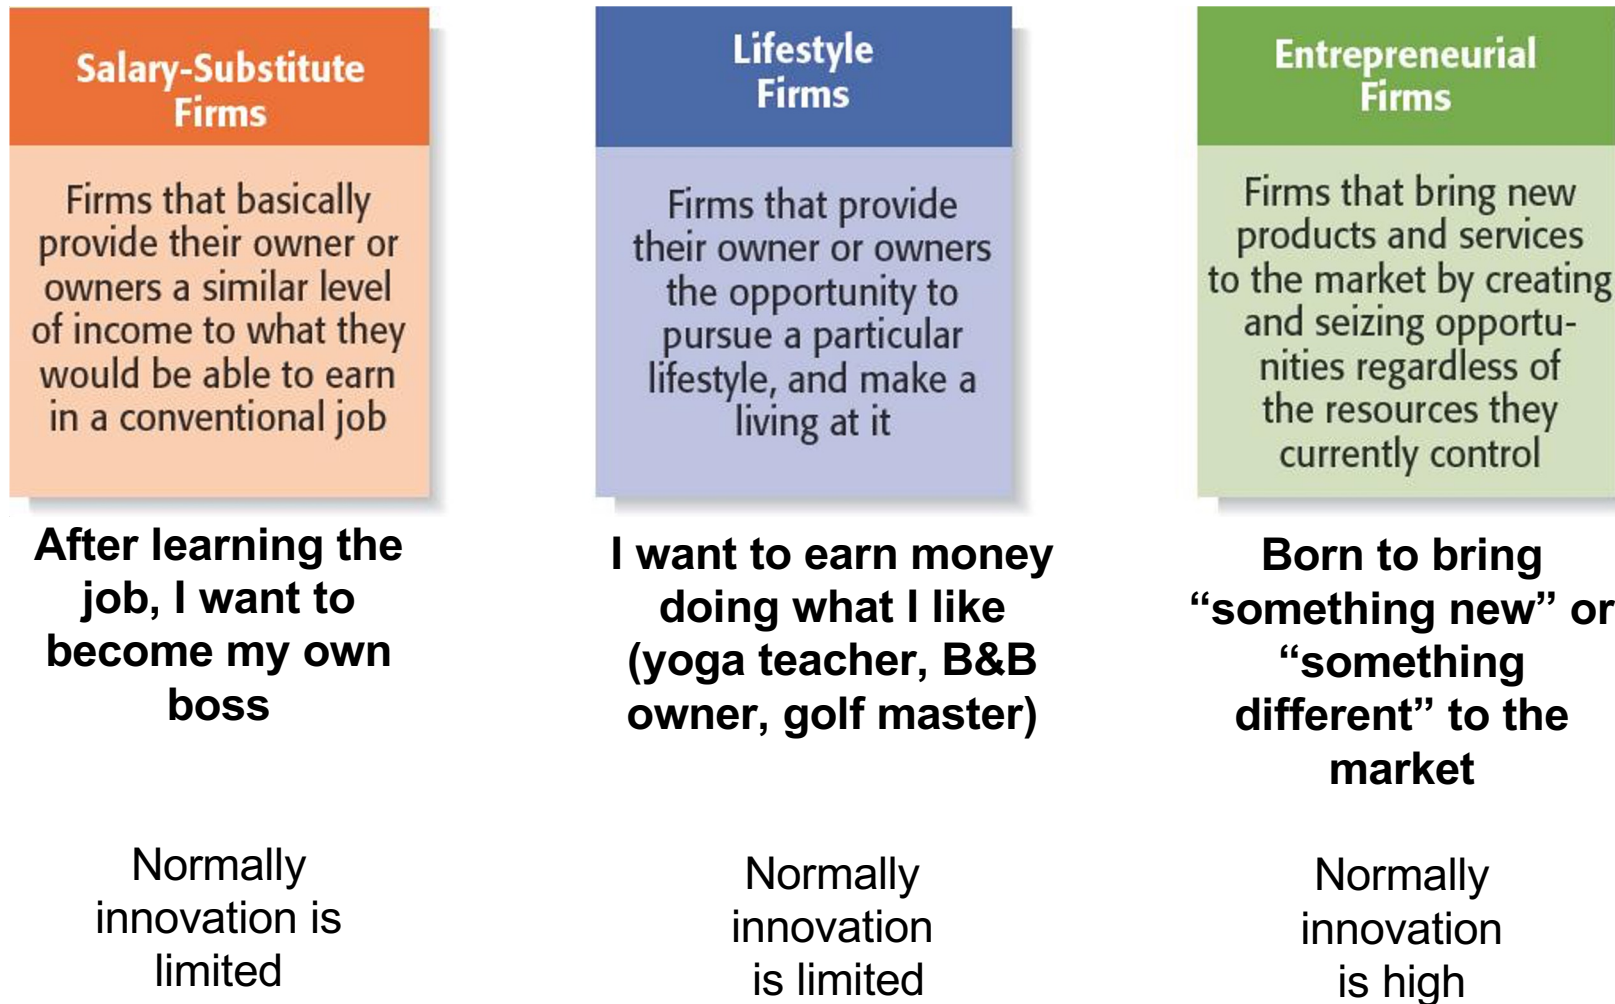 Salary-Substitute
Firms
Firms that basically
provide their owner or
owners a similar level
of income to what they
would be able to earn
in a conventional job
After learning the
job, I want to
become my own
boss
Normally
innovation is
limited
Lifestyle
Firms
Firms that provide
their owner or owners
the opportunity to
pursue a particular
lifestyle, and make a
living at it
I want to earn money
doing what I like
(yoga teacher, B&B
owner, golf master)
Normally
innovation
is limited
Entrepreneurial
Firms
Firms that bring new
products and services
to the market by creating
and seizing opportu-
nities regardless of
the resources they
currently control
Born to bring
“something new” or
“something
different” to the
market
Normally
innovation
is high